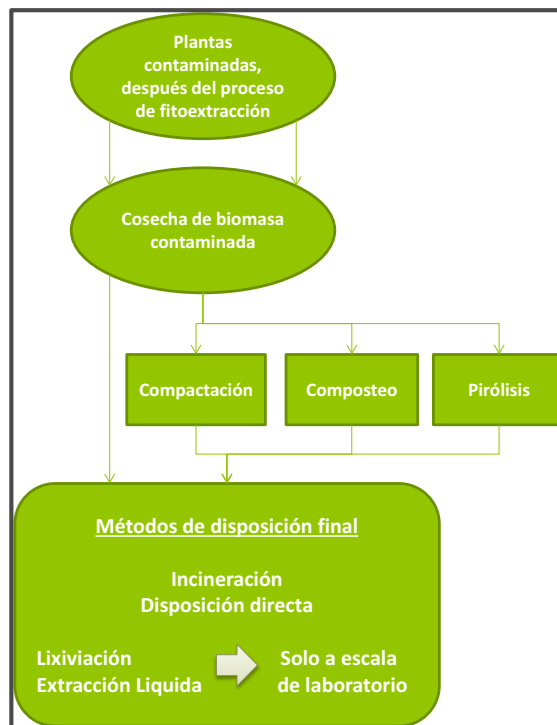 Plantas
contaminadas,
después del proceso
de fitoextracción
Cosecha de biomasa
contaminada
Compactación
Composteo
Pirólisis
Métodos de disposición final
Incineración
Disposición directa
Lixiviación
Extracción Liquida
Solo a escala
de laboratorio